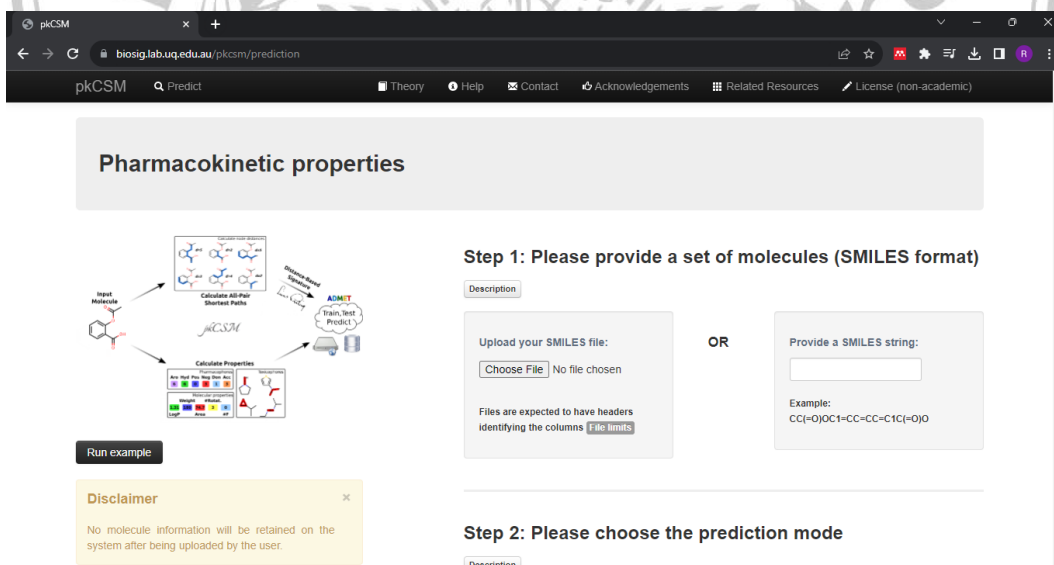 pkCSM
biosig.lab.uq.edu.au/pkcsm/prediction
R
pkCSM Predict Theory Help Contact Acknowledgements Related Resources License (non-academic)
Pharmacokinetic properties
Input
Molecule
Calculate All-Pair
Shortest Paths
Distance-Based
Signature
pkCSM
ADMET
Train,Test
Predict
Calculate Properties
Run example
Disclaimer
No molecule information will be retained on the
system after being uploaded by the user.
Step 1: Please provide a set of molecules (SMILES format)
Description
Upload your SMILES file:
Choose File No file chosen
Files are expected to have headers
identifying the columns File limits
OR
Provide a SMILES string:
Example:
CC(=O)OC1=CC=CC=C1C(=O)O
Step 2: Please choose the prediction mode
Description